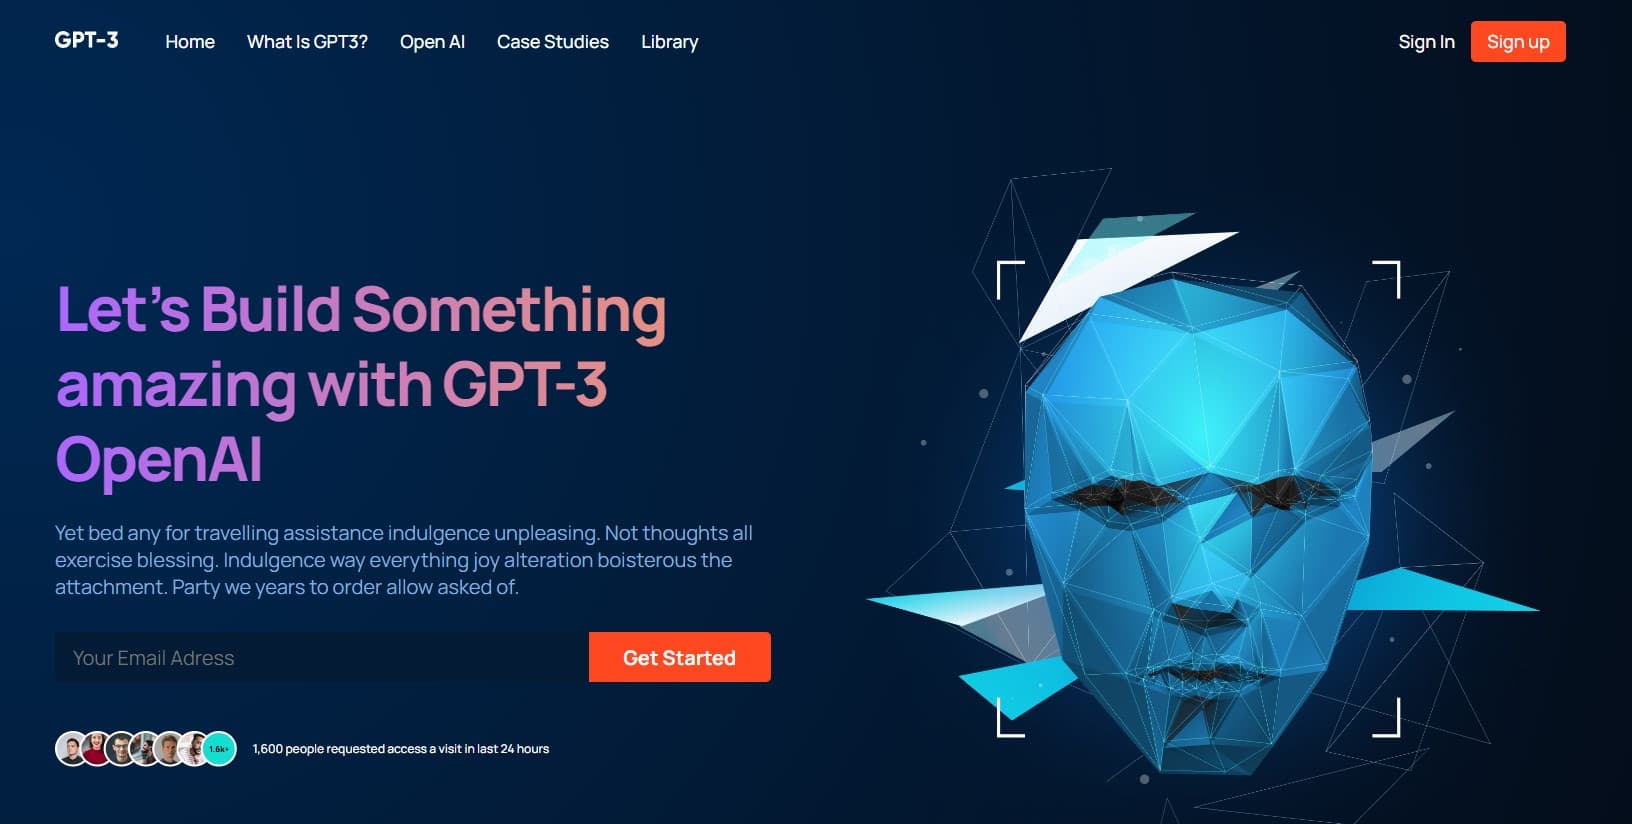 GPT-3 Home What Is GPT3? Open AI Case Studies Library Sign In Sign up
Let’s Build Something
amazing with GPT-3
OpenAI
Yet bed any for travelling assistance indulgence unpleasing. Not thoughts all
exercise blessing. Indulgence way everything joy alteration boisterous the
attachment. Party we years to order allow asked of.
Your Email Adress Get Started
1.6k+ 1,600 people requested access a visit in last 24 hours